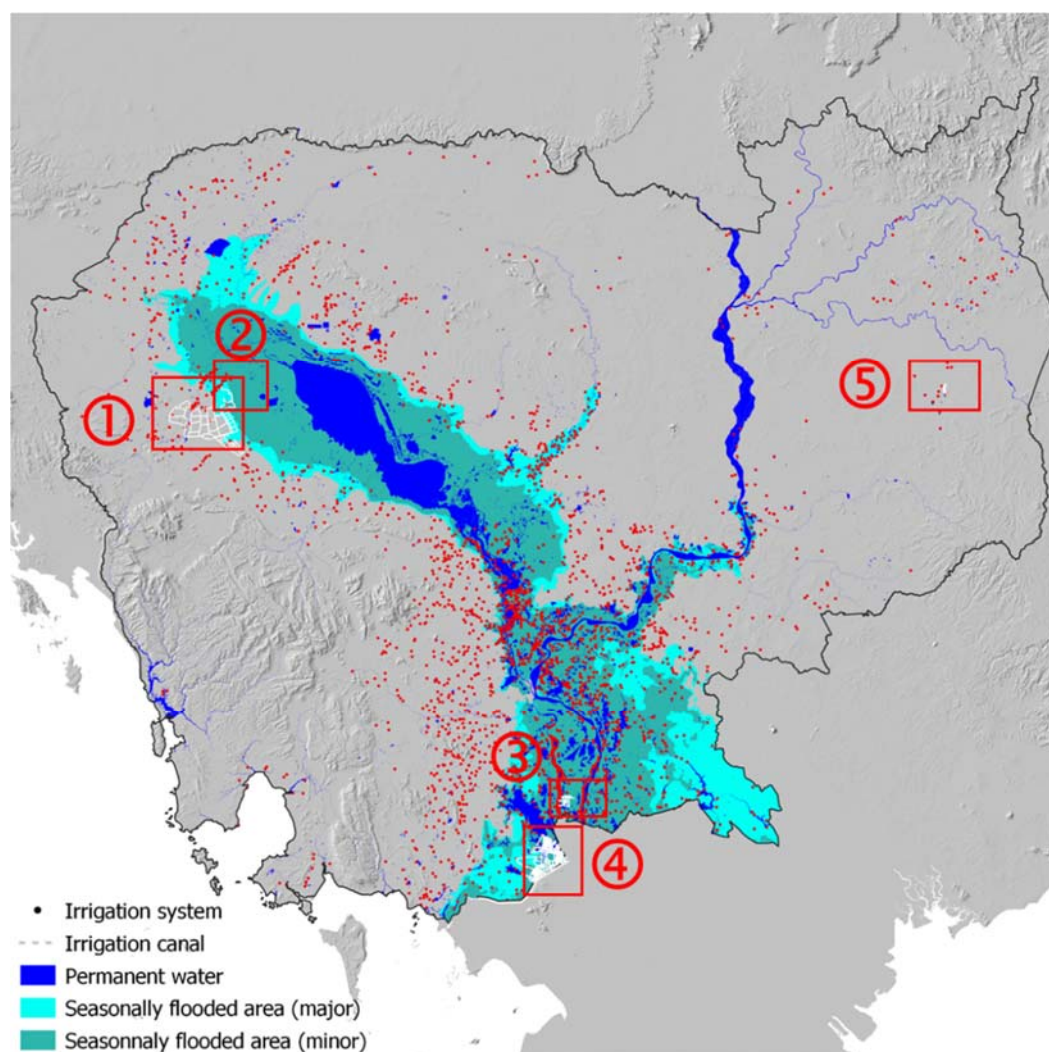 ②
①
⑤
③
④
Irrigation system
Irrigation canal
Permanent water
Seasonally flooded area (major)
Seasonnaly flooded area (minor)